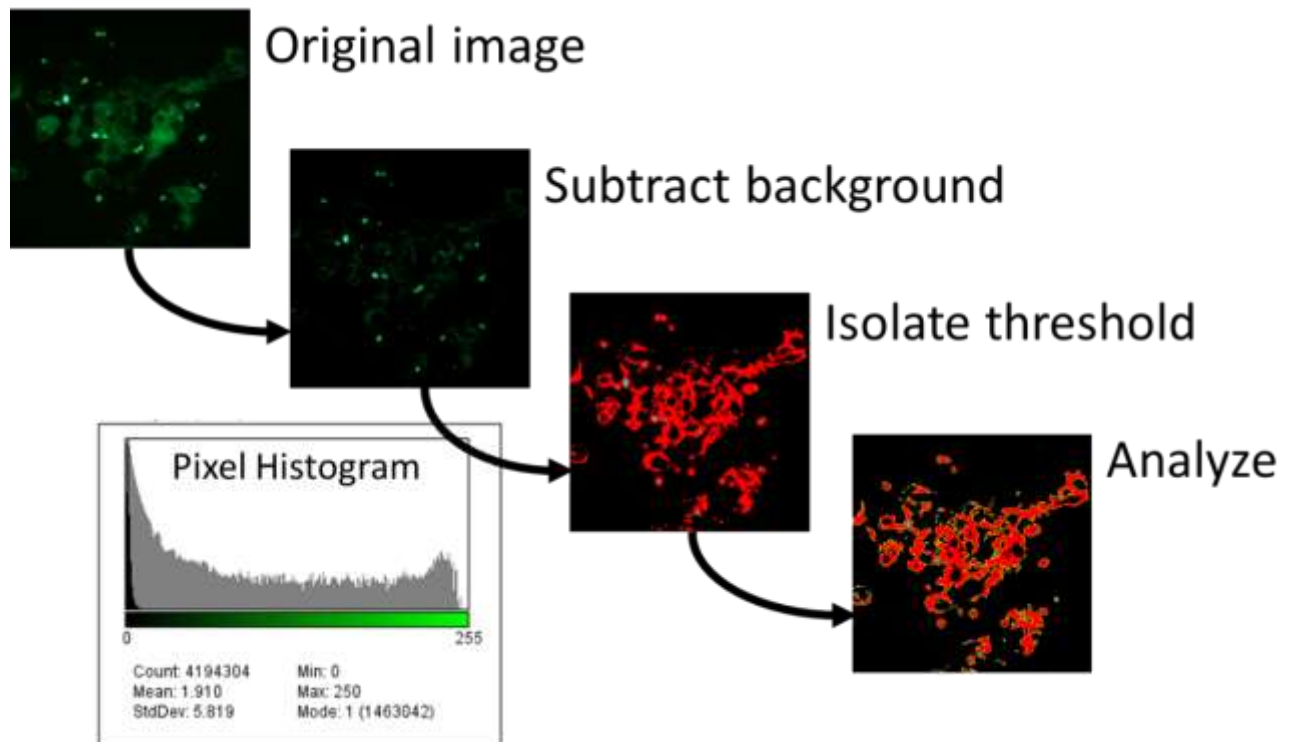 Original image
Subtract background
Isolate threshold
Analyze
Pixel Histogram
0 255
Count: 4194304 Min: 0
Mean: 1.910 Max: 250
StdDev: 5.819 Mode: 1 (1463042)